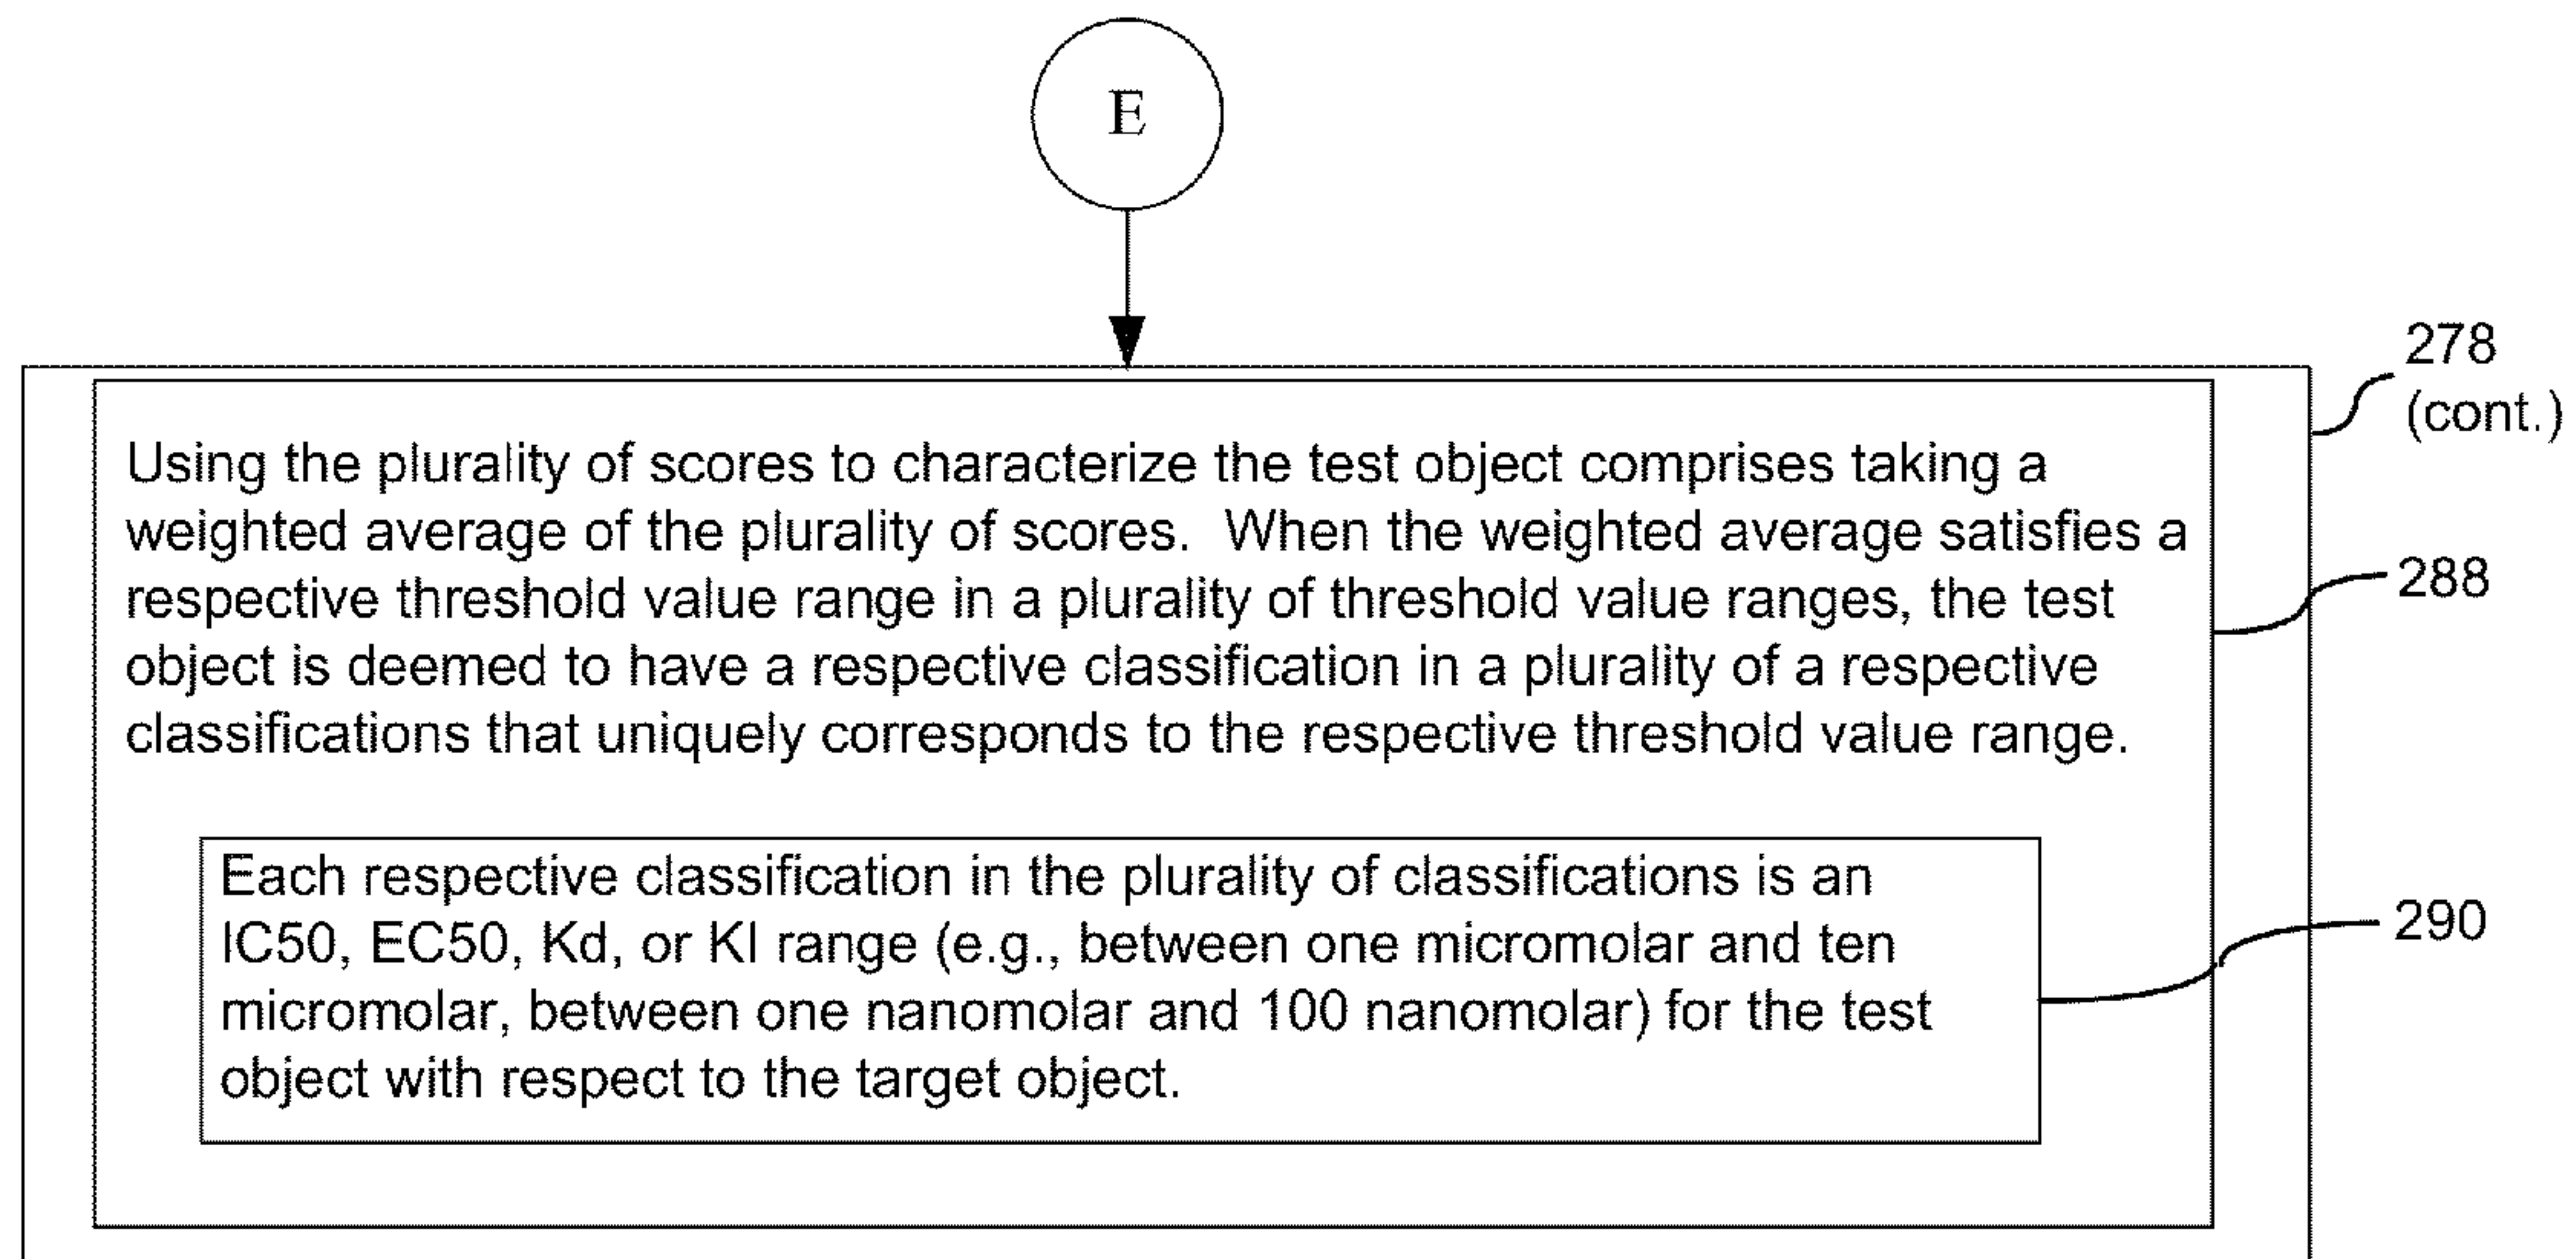 E
278
(cont.)
Using the plurality of scores to characterize the test object comprises taking a
weighted average of the plurality of scores.  When the weighted average satisfies a
respective threshold value range in a plurality of threshold value ranges, the test
object is deemed to have a respective classification in a plurality of a respective
classifications that uniquely corresponds to the respective threshold value range.
288
Each respective classification in the plurality of classifications is an
IC50, EC50, Kd, or KI range (e.g., between one micromolar and ten
micromolar, between one nanomolar and 100 nanomolar) for the test
object with respect to the target object.
290